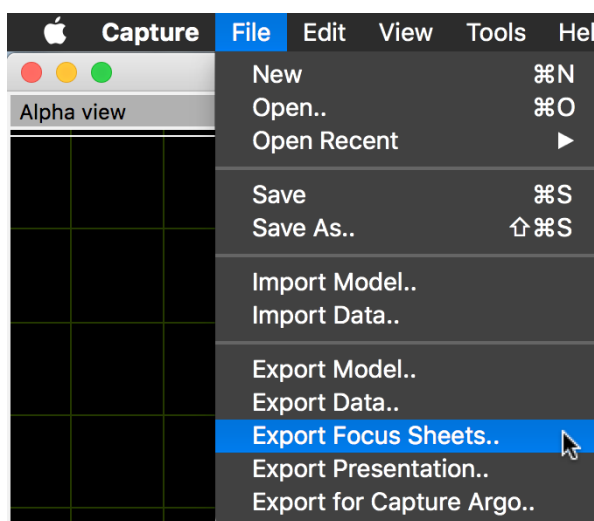 Capture File Edit View Tools Hel
Alpha view
New ⌘N
Open.. ⌘O
Open Recent ▶
Save ⌘S
Save As.. ⇧⌘S
Import Model..
Import Data..
Export Model..
Export Data..
Export Focus Sheets..
Export Presentation..
Export for Capture Argo..